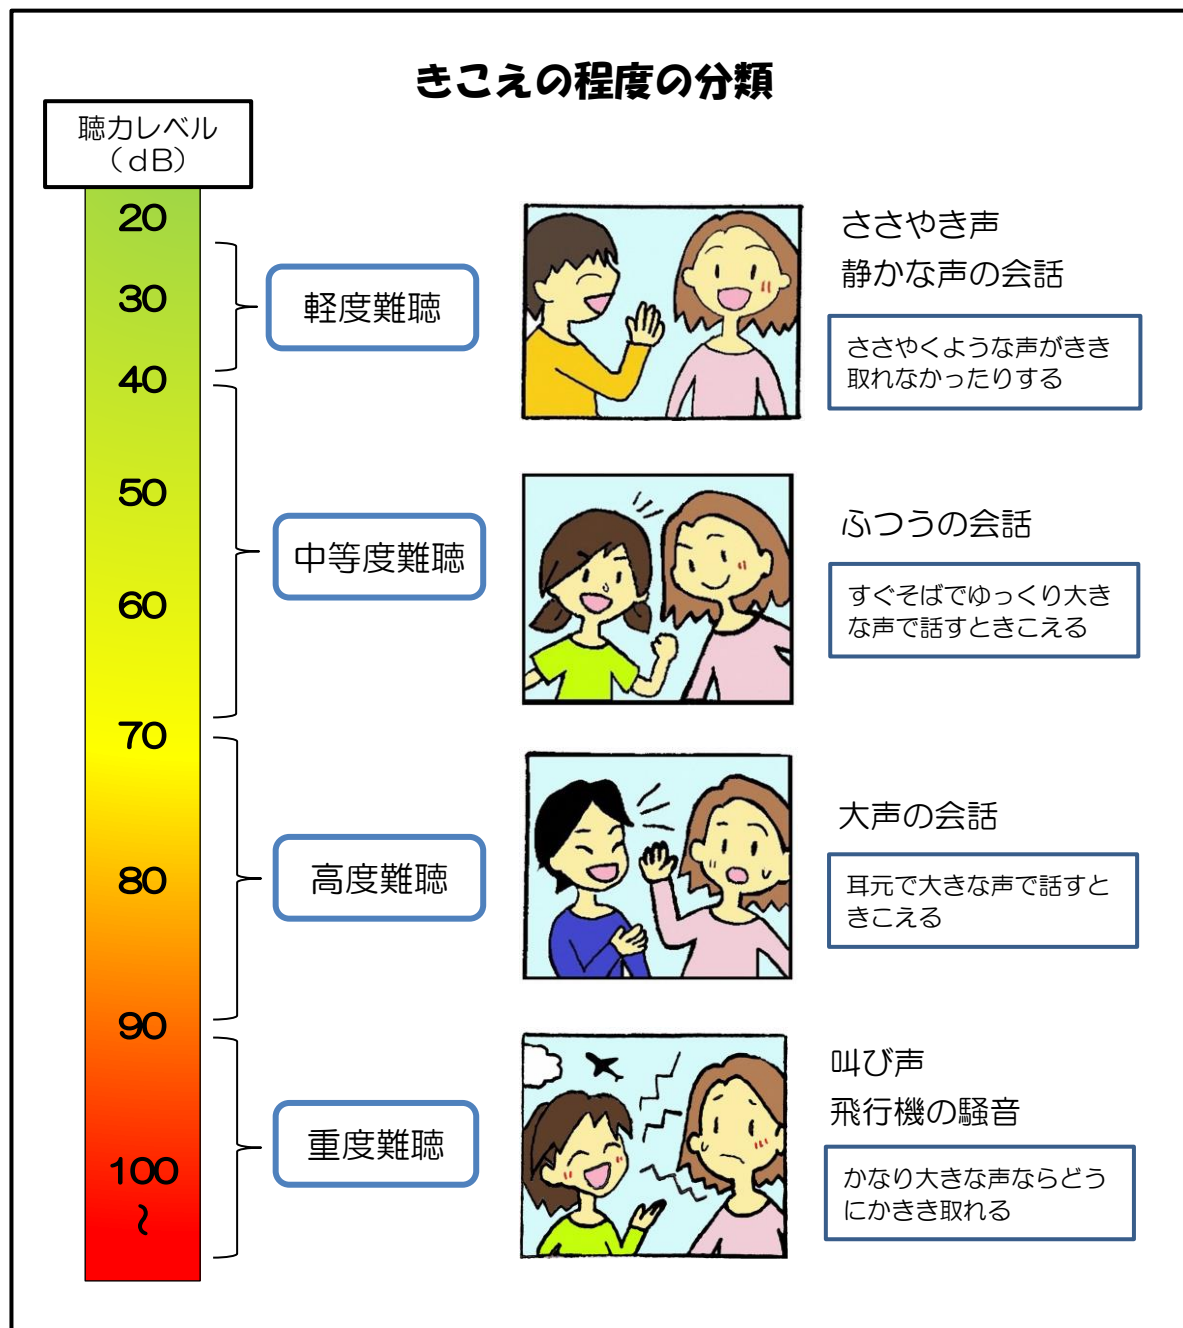 きこえの程度の分類
聴力レベル
（ｄＢ）
20
30
40
50
60
70
80
90
100
～
軽度難聴
ささやき声
静かな声の会話
ささやくような声がきき
取れなかったりする
中等度難聴
ふつうの会話
すぐそばでゆっくり大き
な声で話すときこえる
高度難聴
大声の会話
耳元で大きな声で話すと
きこえる
重度難聴
叫び声
飛行機の騒音
かなり大きな声ならどう
にかきき取れる